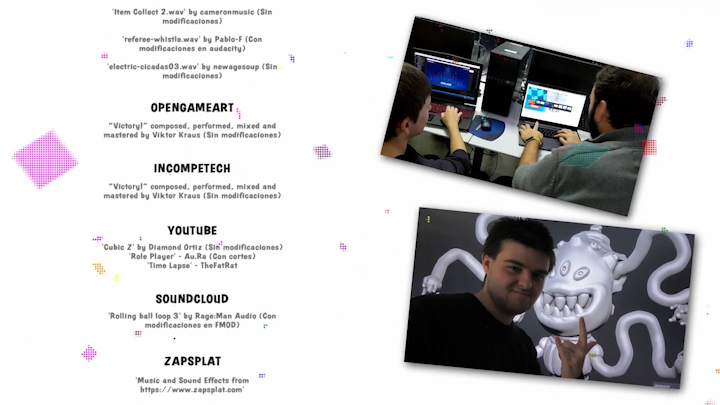 'Item Collect 2.wav' by cameronmusic (Sin
modificaciones)
'referee-whistle.wav' by Pablo-F (Con
modificaciones en audacity)
'electric-cicadas03.wav' by newagesoup (Sin
modificaciones)
OPENGAMEART
“Victory!” composed, performed, mixed and
mastered by Viktor Kraus (Sin modificaciones)
INCOMPETECH
“Victory!” composed, performed, mixed and
mastered by Viktor Kraus (Sin modificaciones)
YOUTUBE
'Cubic Z' by Diamond Ortiz (Sin modificaciones)
'Role Player' - Au.Ra (Con cortes)
'Time Lapse' - TheFatRat
SOUNDCLOUD
'Rolling ball loop 3' by Rage:Man Audio (Con
modificaciones en FMOD)
ZAPSPLAT
'Music and Sound Effects from
https://www.zapsplat.com'